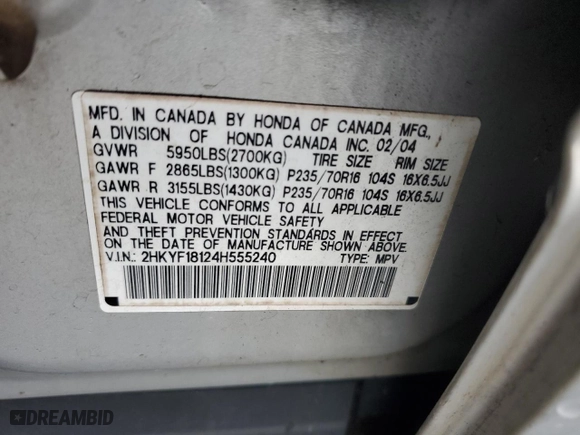 MFD. IN CANADA BY HONDA OF CANADA MFG.,
A DIVISION OF HONDA CANADA INC. 02/04
GVWR 5950LBS(2700KG) TIRE SIZE RIM SIZE
GAWR F 2865LBS(1300KG) P235/70R16 104S 16X6.5JJ
GAWR R 3155LBS(1430KG) P235/70R16 104S 16X6.5JJ
THIS VEHICLE CONFORMS TO ALL APPLICABLE
FEDERAL MOTOR VEHICLE SAFETY
AND THEFT PREVENTION STANDARDS IN EFFECT
ON THE DATE OF MANUFACTURE SHOWN ABOVE.
V.I.N.: 2HKYF18124H555240 TYPE: MPV
DREAMBID